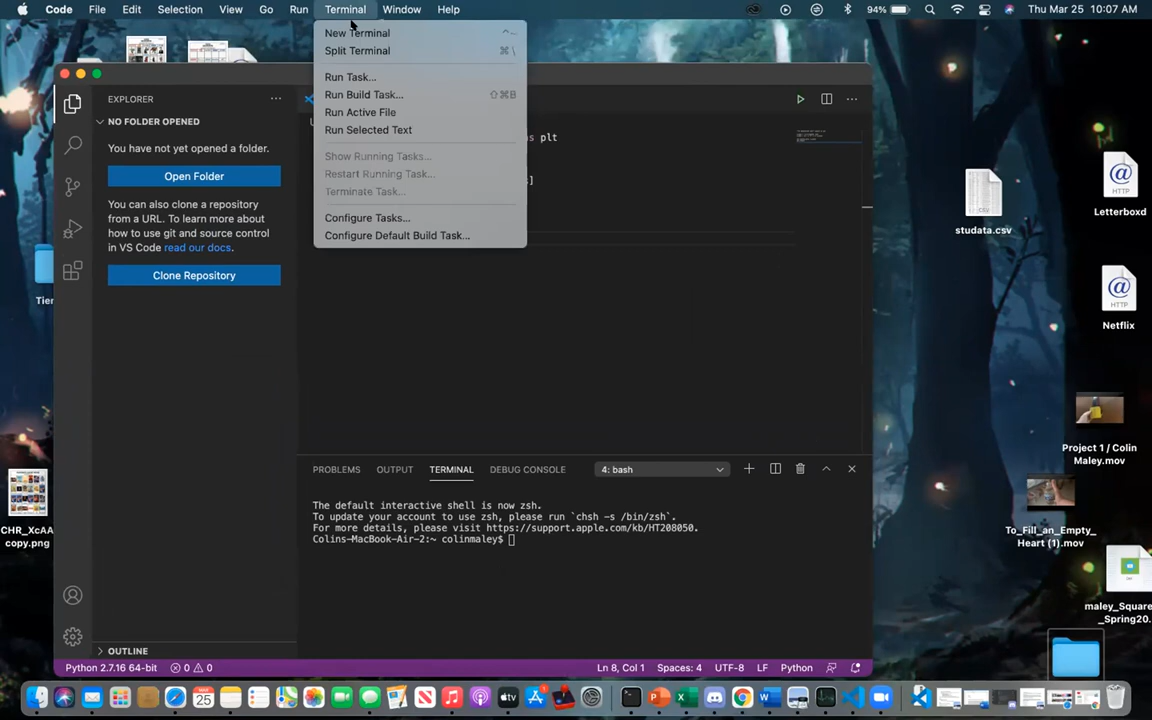 Code File Edit Selection View Go Run Terminal Window Help 94% Thu Mar 25 10:07 AM
New Terminal
Split Terminal ⌘ \
Run Task...
Run Build Task... ⇧⌘B
Run Active File
Run Selected Text
Show Running Tasks...
Restart Running Task...
Terminate Task...
Configure Tasks...
Configure Default Build Task...
EXPLORER ...
NO FOLDER OPENED
You have not yet opened a folder.
Open Folder
You can also clone a repository
from a URL. To learn more about
how to use git and source control
in VS Code read our docs.
Clone Repository
OUTLINE
plt
]
PROBLEMS OUTPUT TERMINAL DEBUG CONSOLE 4: bash
The default interactive shell is now zsh.
To update your account to use zsh, please run `chsh -s /bin/zsh`.
For more details, please visit https://support.apple.com/kb/HT208050.
Colins-MacBook-Air-2:~ colinmaley$
Python 2.7.16 64-bit 0 0 Ln 8, Col 1 Spaces: 4 UTF-8 LF Python
studata.csv
HTTP
Letterboxd
HTTP
Netflix
Project 1 / Colin
Maley.mov
To_Fill_an_Empty_
Heart (1).mov
maley_Square
_Spring20.
Tier
CHR_XcAA
copy.png
MAR
25